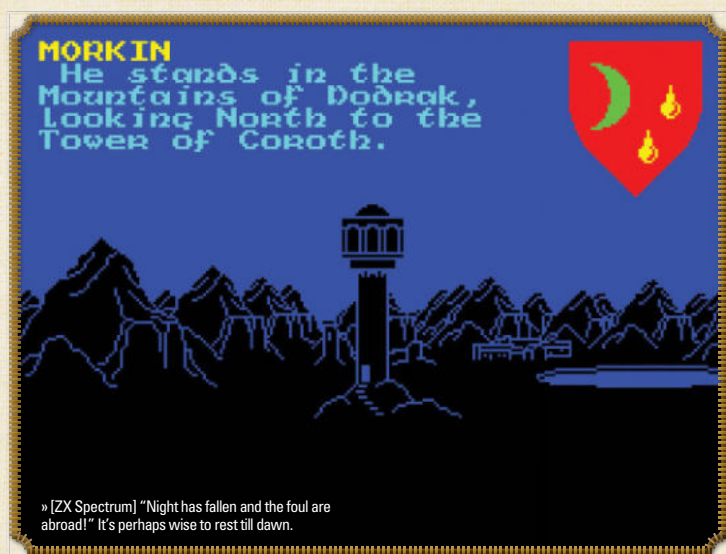 MORKIN
He stands in the
Mountains of Dodrak,
Looking North to the
Tower of Coroth.
» [ZX Spectrum] “Night has fallen and the foul are
abroad!” It’s perhaps wise to rest till dawn.